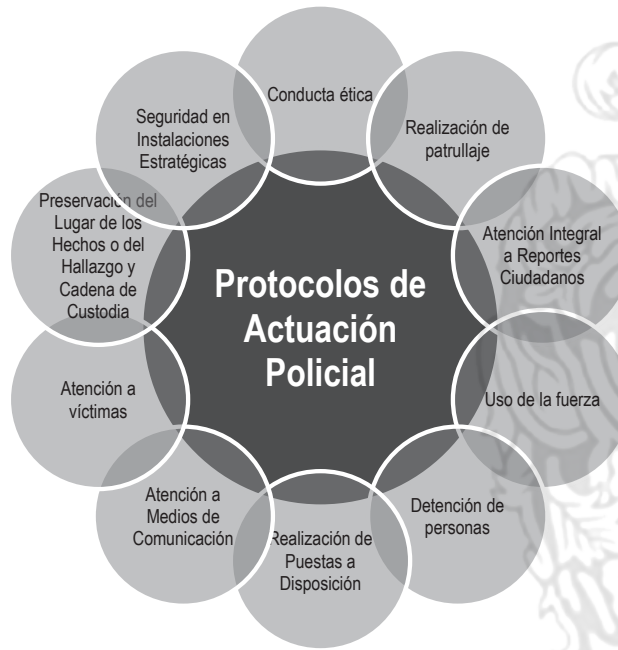 Conducta ética
Realización de
patrullaje
Atención Integral
a Reportes
Ciudadanos
Uso de la fuerza
Detención de
personas
Realización de
Puestas a
Disposición
Atención a
Medios de
Comunicación
Atención a
víctimas
Preservación del
Lugar de los
Hechos o del
Hallazgo y
Cadena de
Custodia
Seguridad en
Instalaciones
Estratégicas
Protocolos de
Actuación
Policial